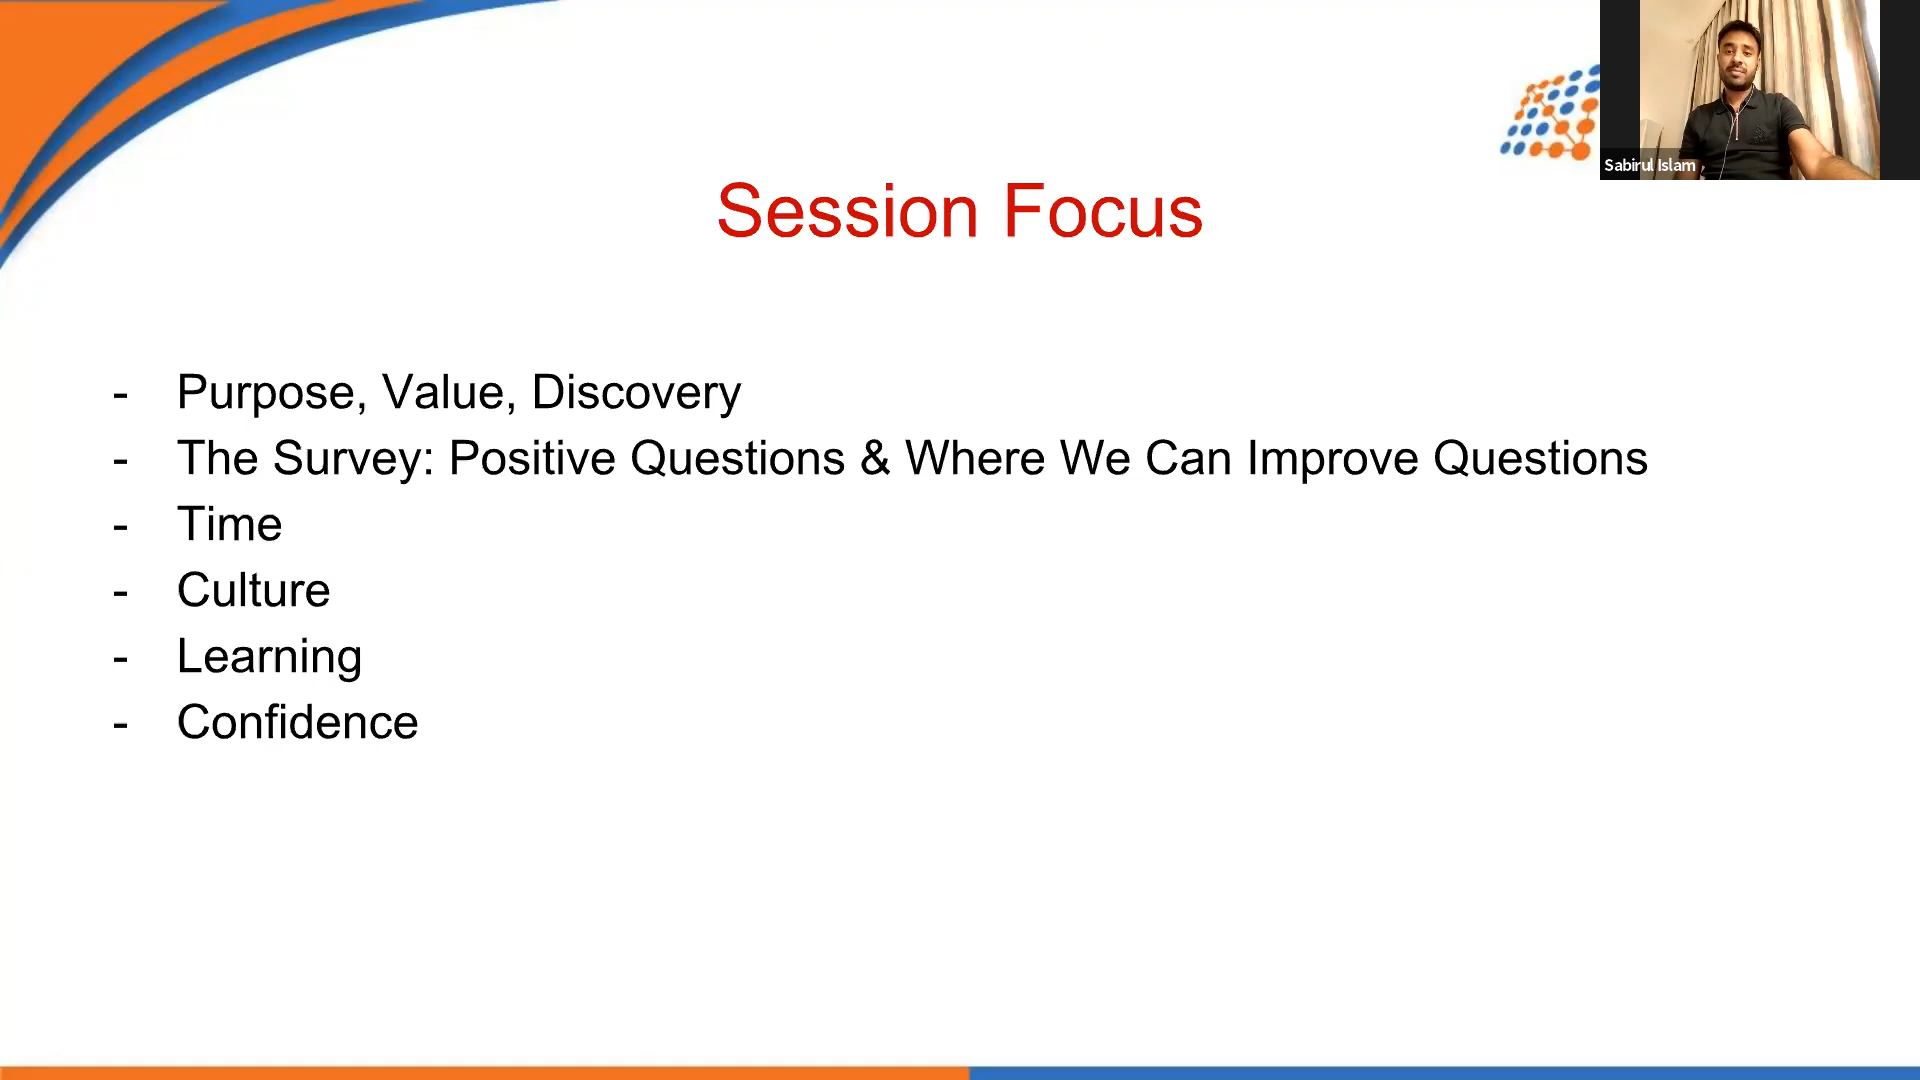 Sabirul Islam
Session Focus
- Purpose, Value, Discovery
- The Survey: Positive Questions & Where We Can Improve Questions
- Time
- Culture
- Learning
- Confidence